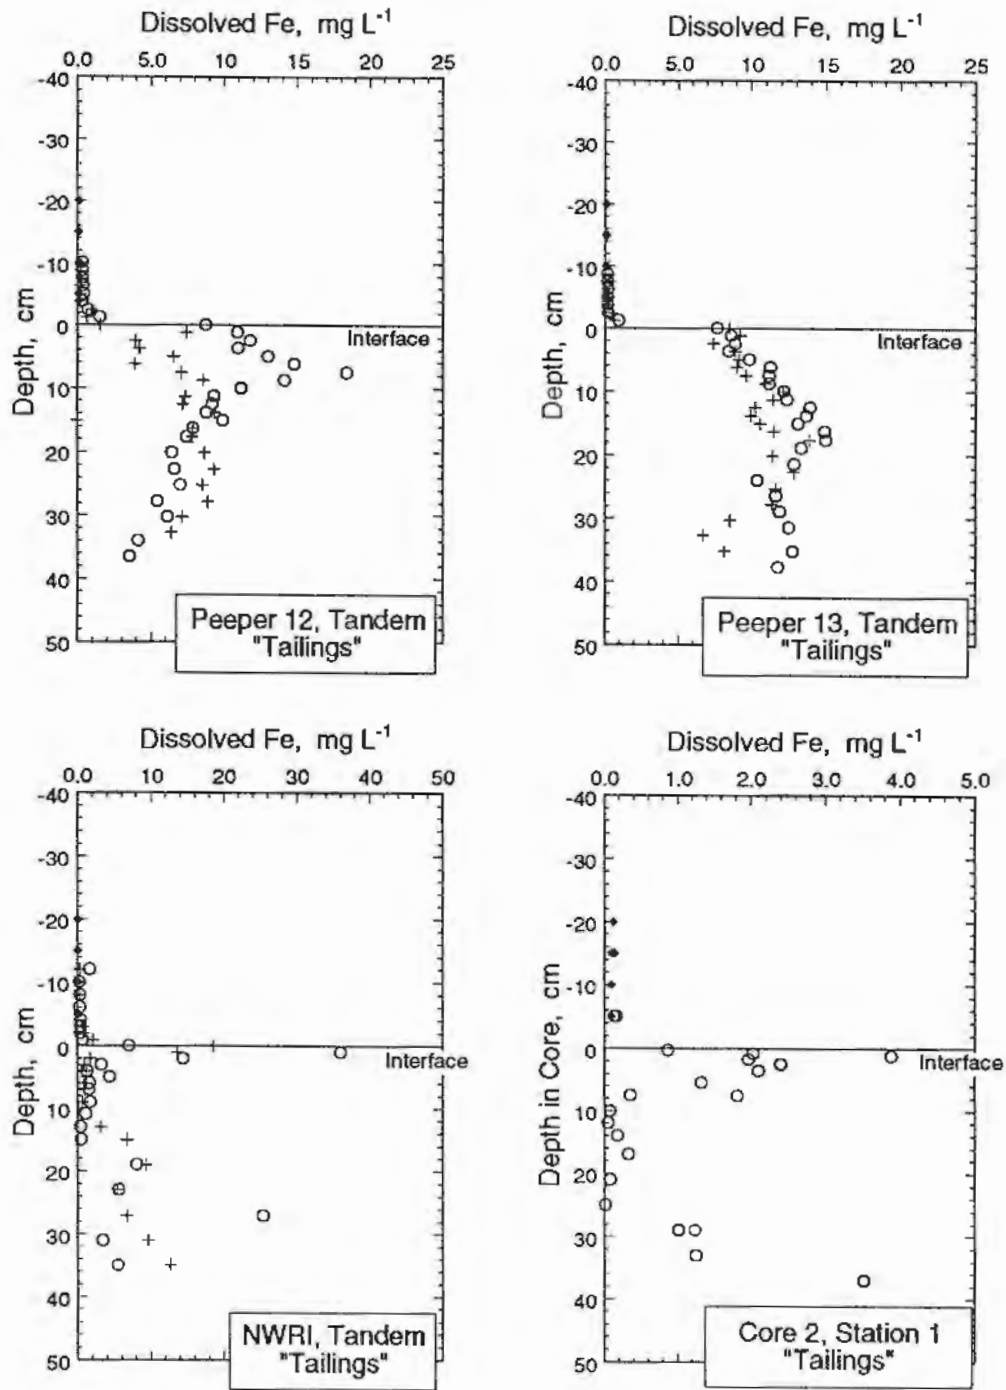 Dissolved Fe, mg L-1
0.0 5.0 10 15 20 25
-40
-30
-20
-10
0
10
20
30
40
50
Depth, cm
Interface
Peeper 12, Tandem
"Tailings"
Dissolved Fe, mg L-1
0.0 5.0 10 15 20 25
-40
-30
-20
-10
0
10
20
30
40
50
Depth, cm
Interface
Peeper 13, Tandem
"Tailings"
Dissolved Fe, mg L-1
0.0 10 20 30 40 50
-40
-30
-20
-10
0
10
20
30
40
50
Depth, cm
Interface
NWRI, Tandem
"Tailings"
Dissolved Fe, mg L-1
0.0 1.0 2.0 3.0 4.0 5.0
-40
-30
-20
-10
0
10
20
30
40
50
Depth in Core, cm
Interface
Core 2, Station 1
"Tailings"